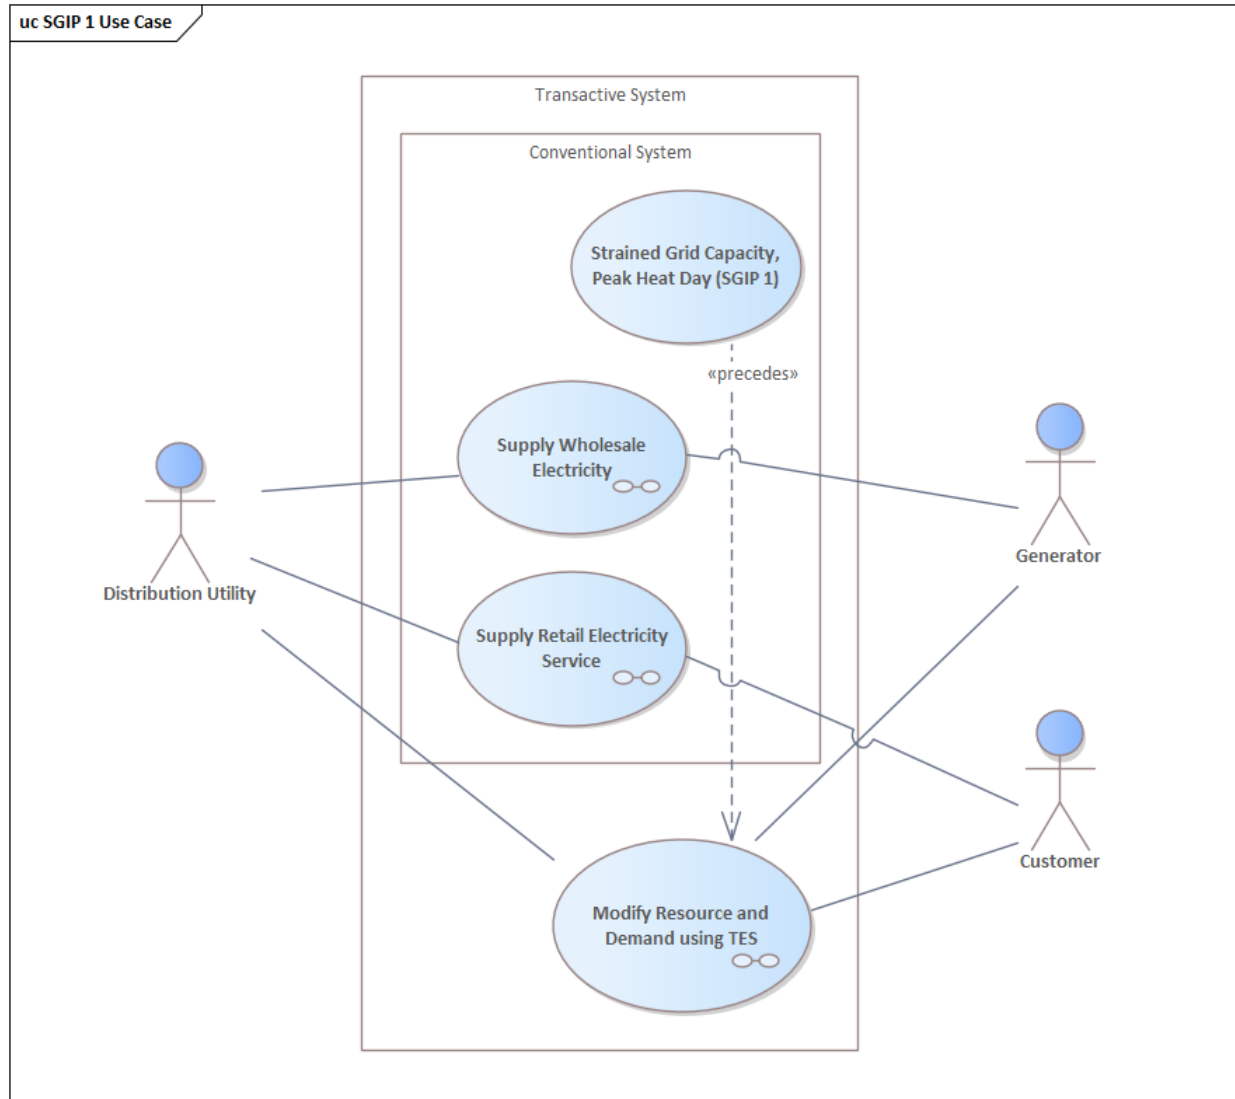 uc SGIP 1 Use Case
Transactive System
Conventional System
Strained Grid Capacity,
Peak Heat Day (SGIP 1)
«precedes»
Supply Wholesale
Electricity
Generator
Distribution Utility
Supply Retail Electricity
Service
Customer
Modify Resource and
Demand using TES